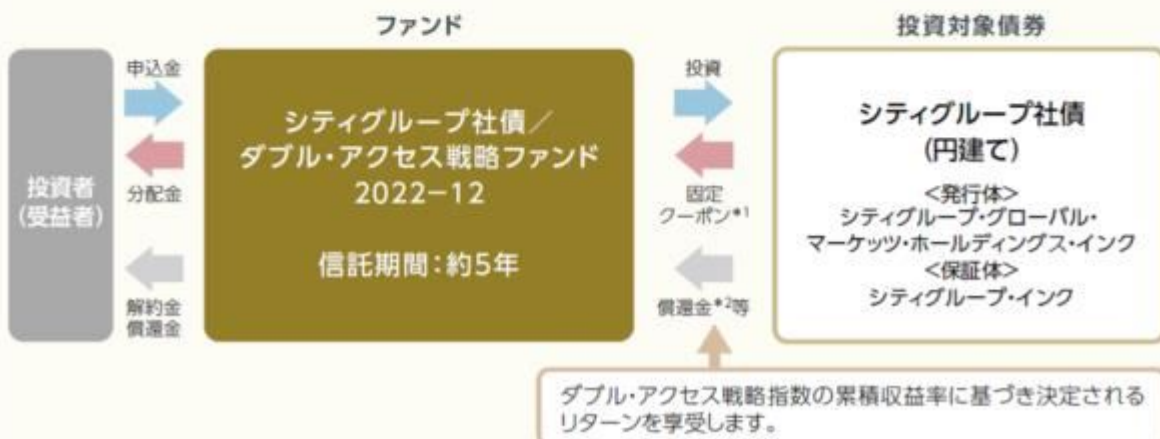 ファンド
投資対象債券
投資者
(受益者)
申込金
分配金
解約金
償還金
シティグループ社債／
ダブル・アクセス戦略ファンド
2022－12
信託期間：約5年
投資
固定
クーポン*1
償還金*2等
シティグループ社債
(円建て)
<発行体>
シティグループ・グローバル・
マーケッツ・ホールディングス・インク
<保証体>
シティグループ・インク
ダブル・アクセス戦略指数の累積収益率に基づき決定される
リターンを享受します。